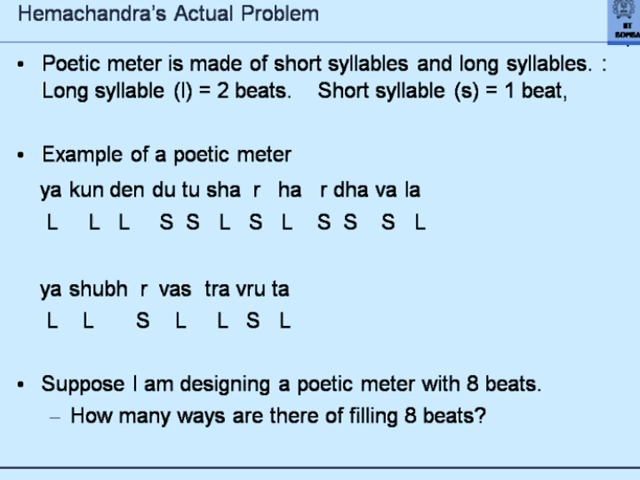 Hemachandra's Actual Problem
IIT
BOMBAY
• Poetic meter is made of short syllables and long syllables. :
Long syllable (l) = 2 beats. Short syllable (s) = 1 beat,
• Example of a poetic meter
ya kun den du tu sha r ha r dha va la
L L L S S L S L S S S L
ya shubh r vas tra vru ta
L L S L L S L
• Suppose I am designing a poetic meter with 8 beats.
– How many ways are there of filling 8 beats?